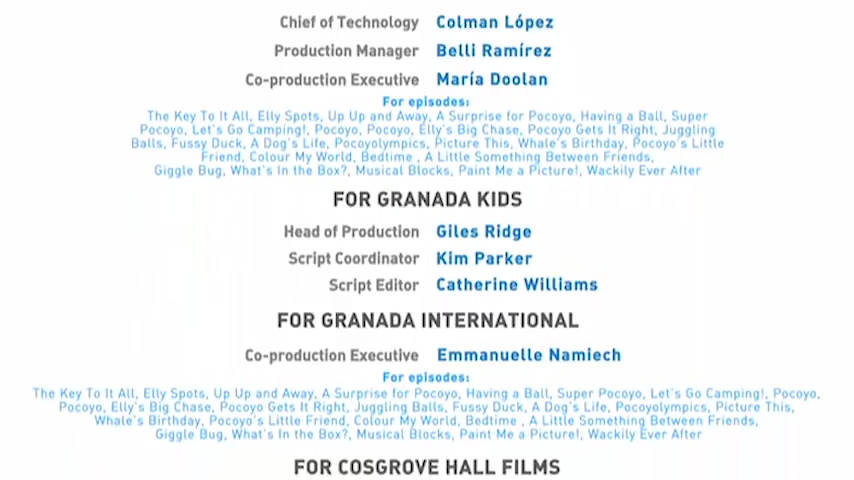 Chief of Technology Colman López
Production Manager Belli Ramírez
Co-production Executive María Doolan
For episodes:
The Key To It All, Elly Spots, Up Up and Away, A Surprise for Pocoyo, Having a Ball, Super
Pocoyo, Let's Go Camping!, Pocoyo, Pocoyo, Elly's Big Chase, Pocoyo Gets It Right, Juggling
Balls, Fussy Duck, A Dog's Life, Pocoyolympics, Picture This, Whale's Birthday, Pocoyo's Little
Friend, Colour My World, Bedtime , A Little Something Between Friends,
Giggle Bug, What's In the Box?, Musical Blocks, Paint Me a Picture!, Wackily Ever After
FOR GRANADA KIDS
Head of Production Giles Ridge
Script Coordinator Kim Parker
Script Editor Catherine Williams
FOR GRANADA INTERNATIONAL
Co-production Executive Emmanuelle Namiech
For episodes:
The Key To It All, Elly Spots, Up Up and Away, A Surprise for Pocoyo, Having a Ball, Super Pocoyo, Let's Go Camping!, Pocoyo,
Pocoyo, Elly's Big Chase, Pocoyo Gets It Right, Juggling Balls, Fussy Duck, A Dog's Life, Pocoyolympics, Picture This,
Whale's Birthday, Pocoyo's Little Friend, Colour My World, Bedtime , A Little Something Between Friends,
Giggle Bug, What's In the Box?, Musical Blocks, Paint Me a Picture!, Wackily Ever After
FOR COSGROVE HALL FILMS